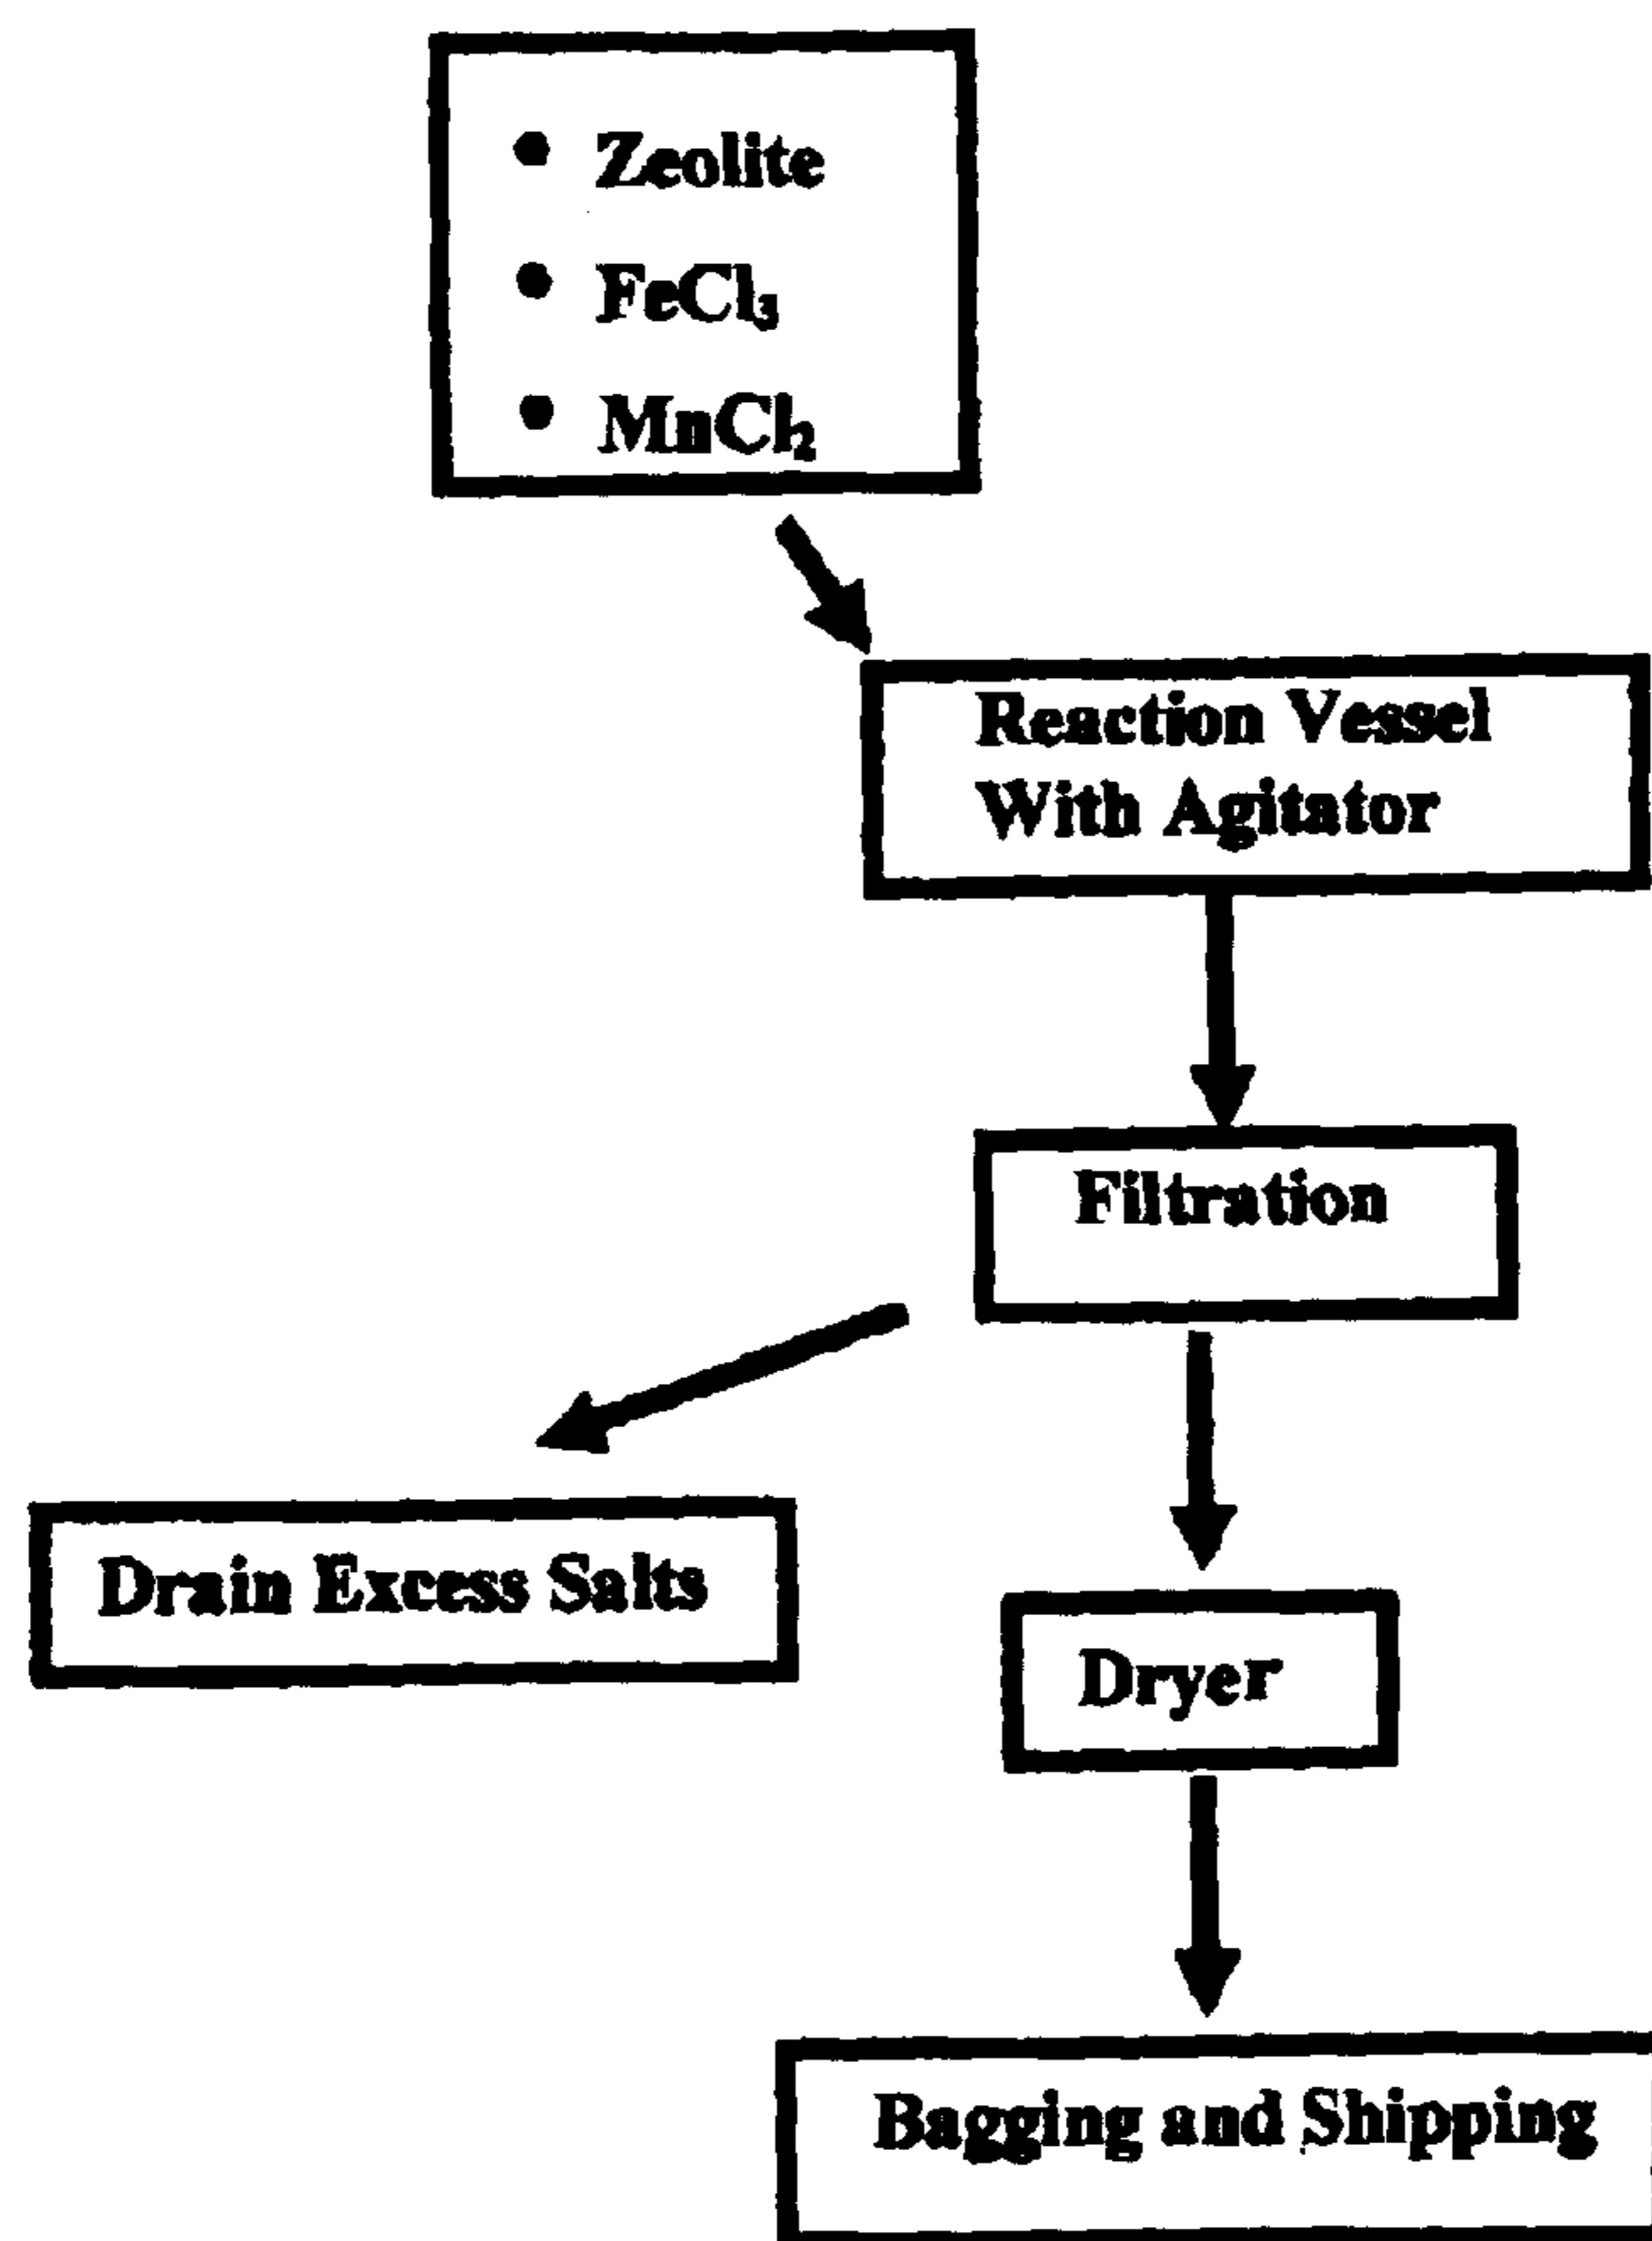 • Zeolite
• FeCl₃
• MnCl₂
Reaction Vessel
With Agitator
Filtration
Drain Excess Salts
Dryer
Bagging and Shipping